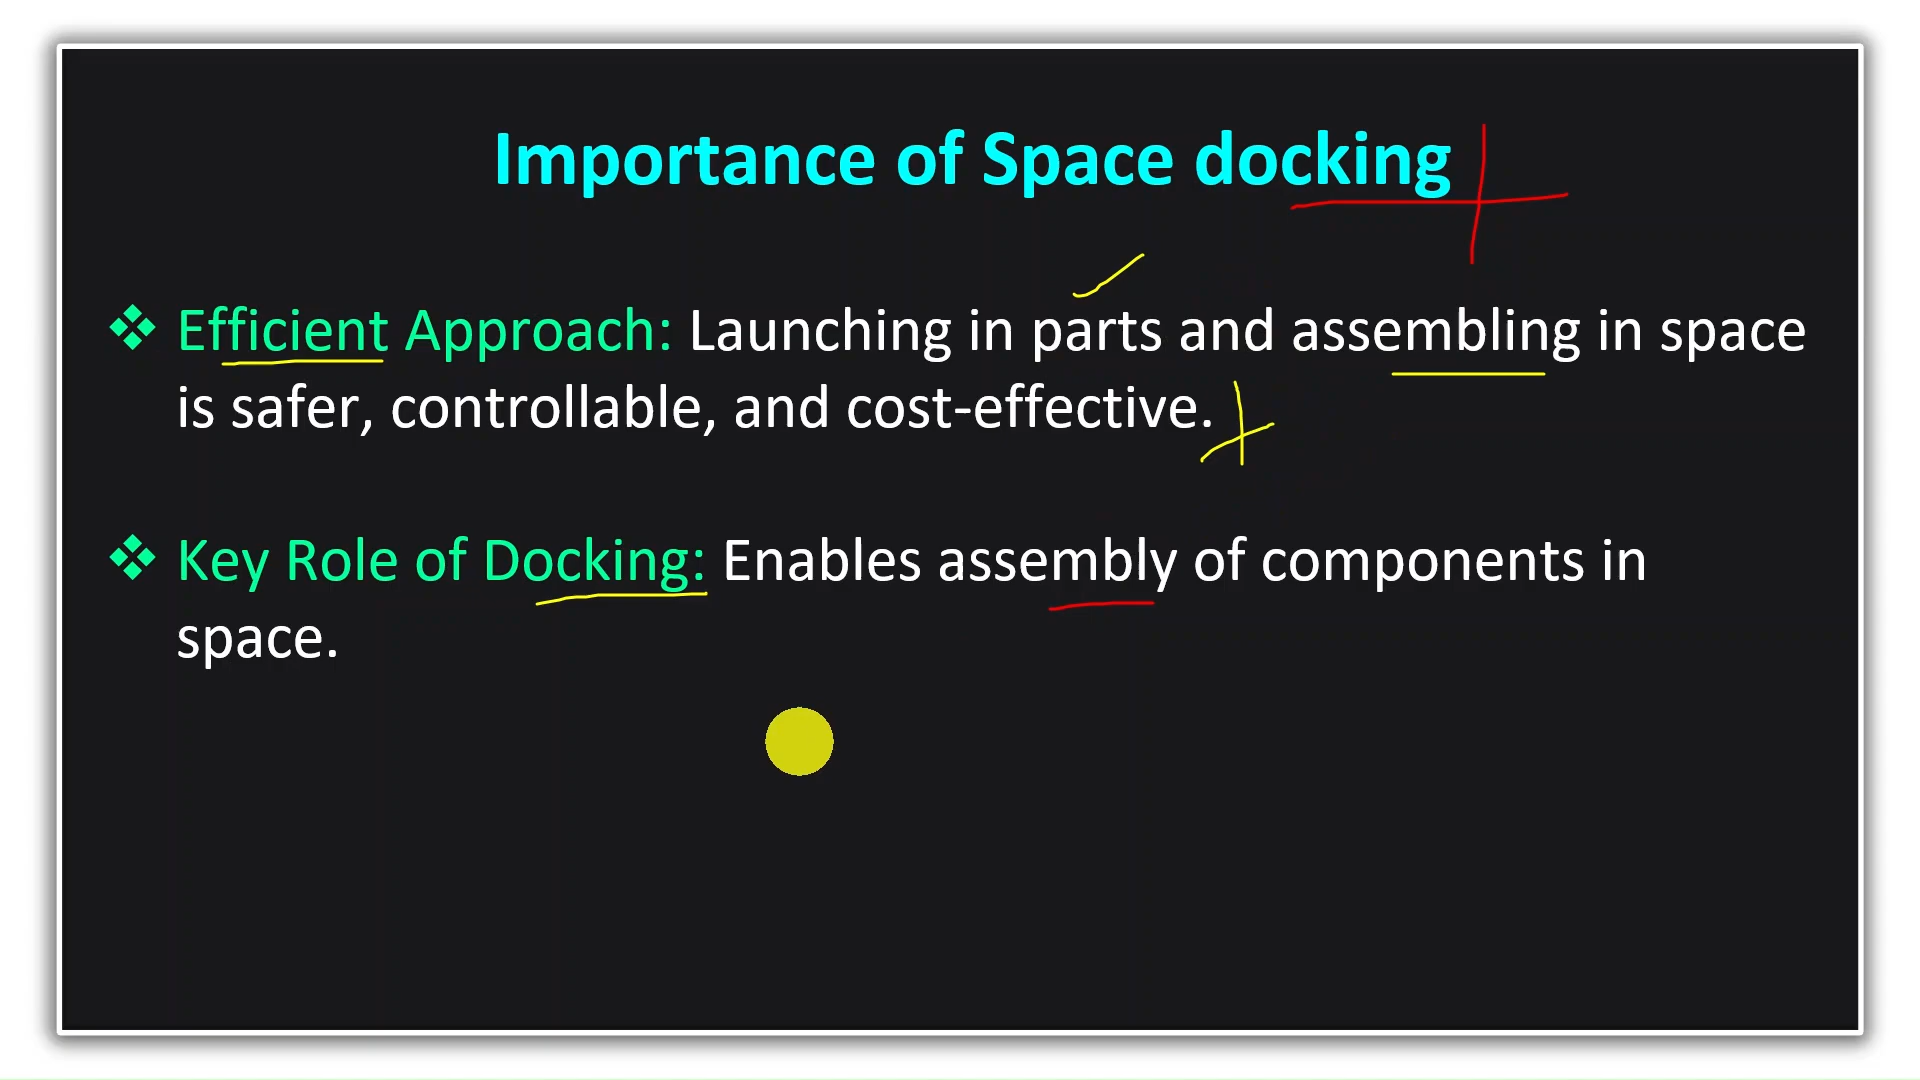 Importance of Space docking
❖ Efficient Approach: Launching in parts and assembling in space
is safer, controllable, and cost-effective.
❖ Key Role of Docking: Enables assembly of components in
space.